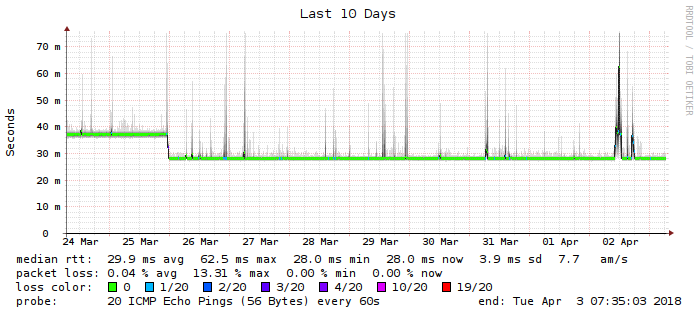 Last 10 Days
RRDTOOL / TOBI OETIKER
Seconds
70 m
60 m
50 m
40 m
30 m
20 m
10 m
0
24 Mar 25 Mar 26 Mar 27 Mar 28 Mar 29 Mar 30 Mar 31 Mar 01 Apr 02 Apr
median rtt: 29.9 ms avg 62.5 ms max 28.0 ms min 28.0 ms now 3.9 ms sd 7.7 am/s
packet loss: 0.04 % avg 13.31 % max 0.00 % min 0.00 % now
loss color: 0 1/20 2/20 3/20 4/20 10/20 19/20
probe: 20 ICMP Echo Pings (56 Bytes) every 60s end: Tue Apr 3 07:35:03 2018